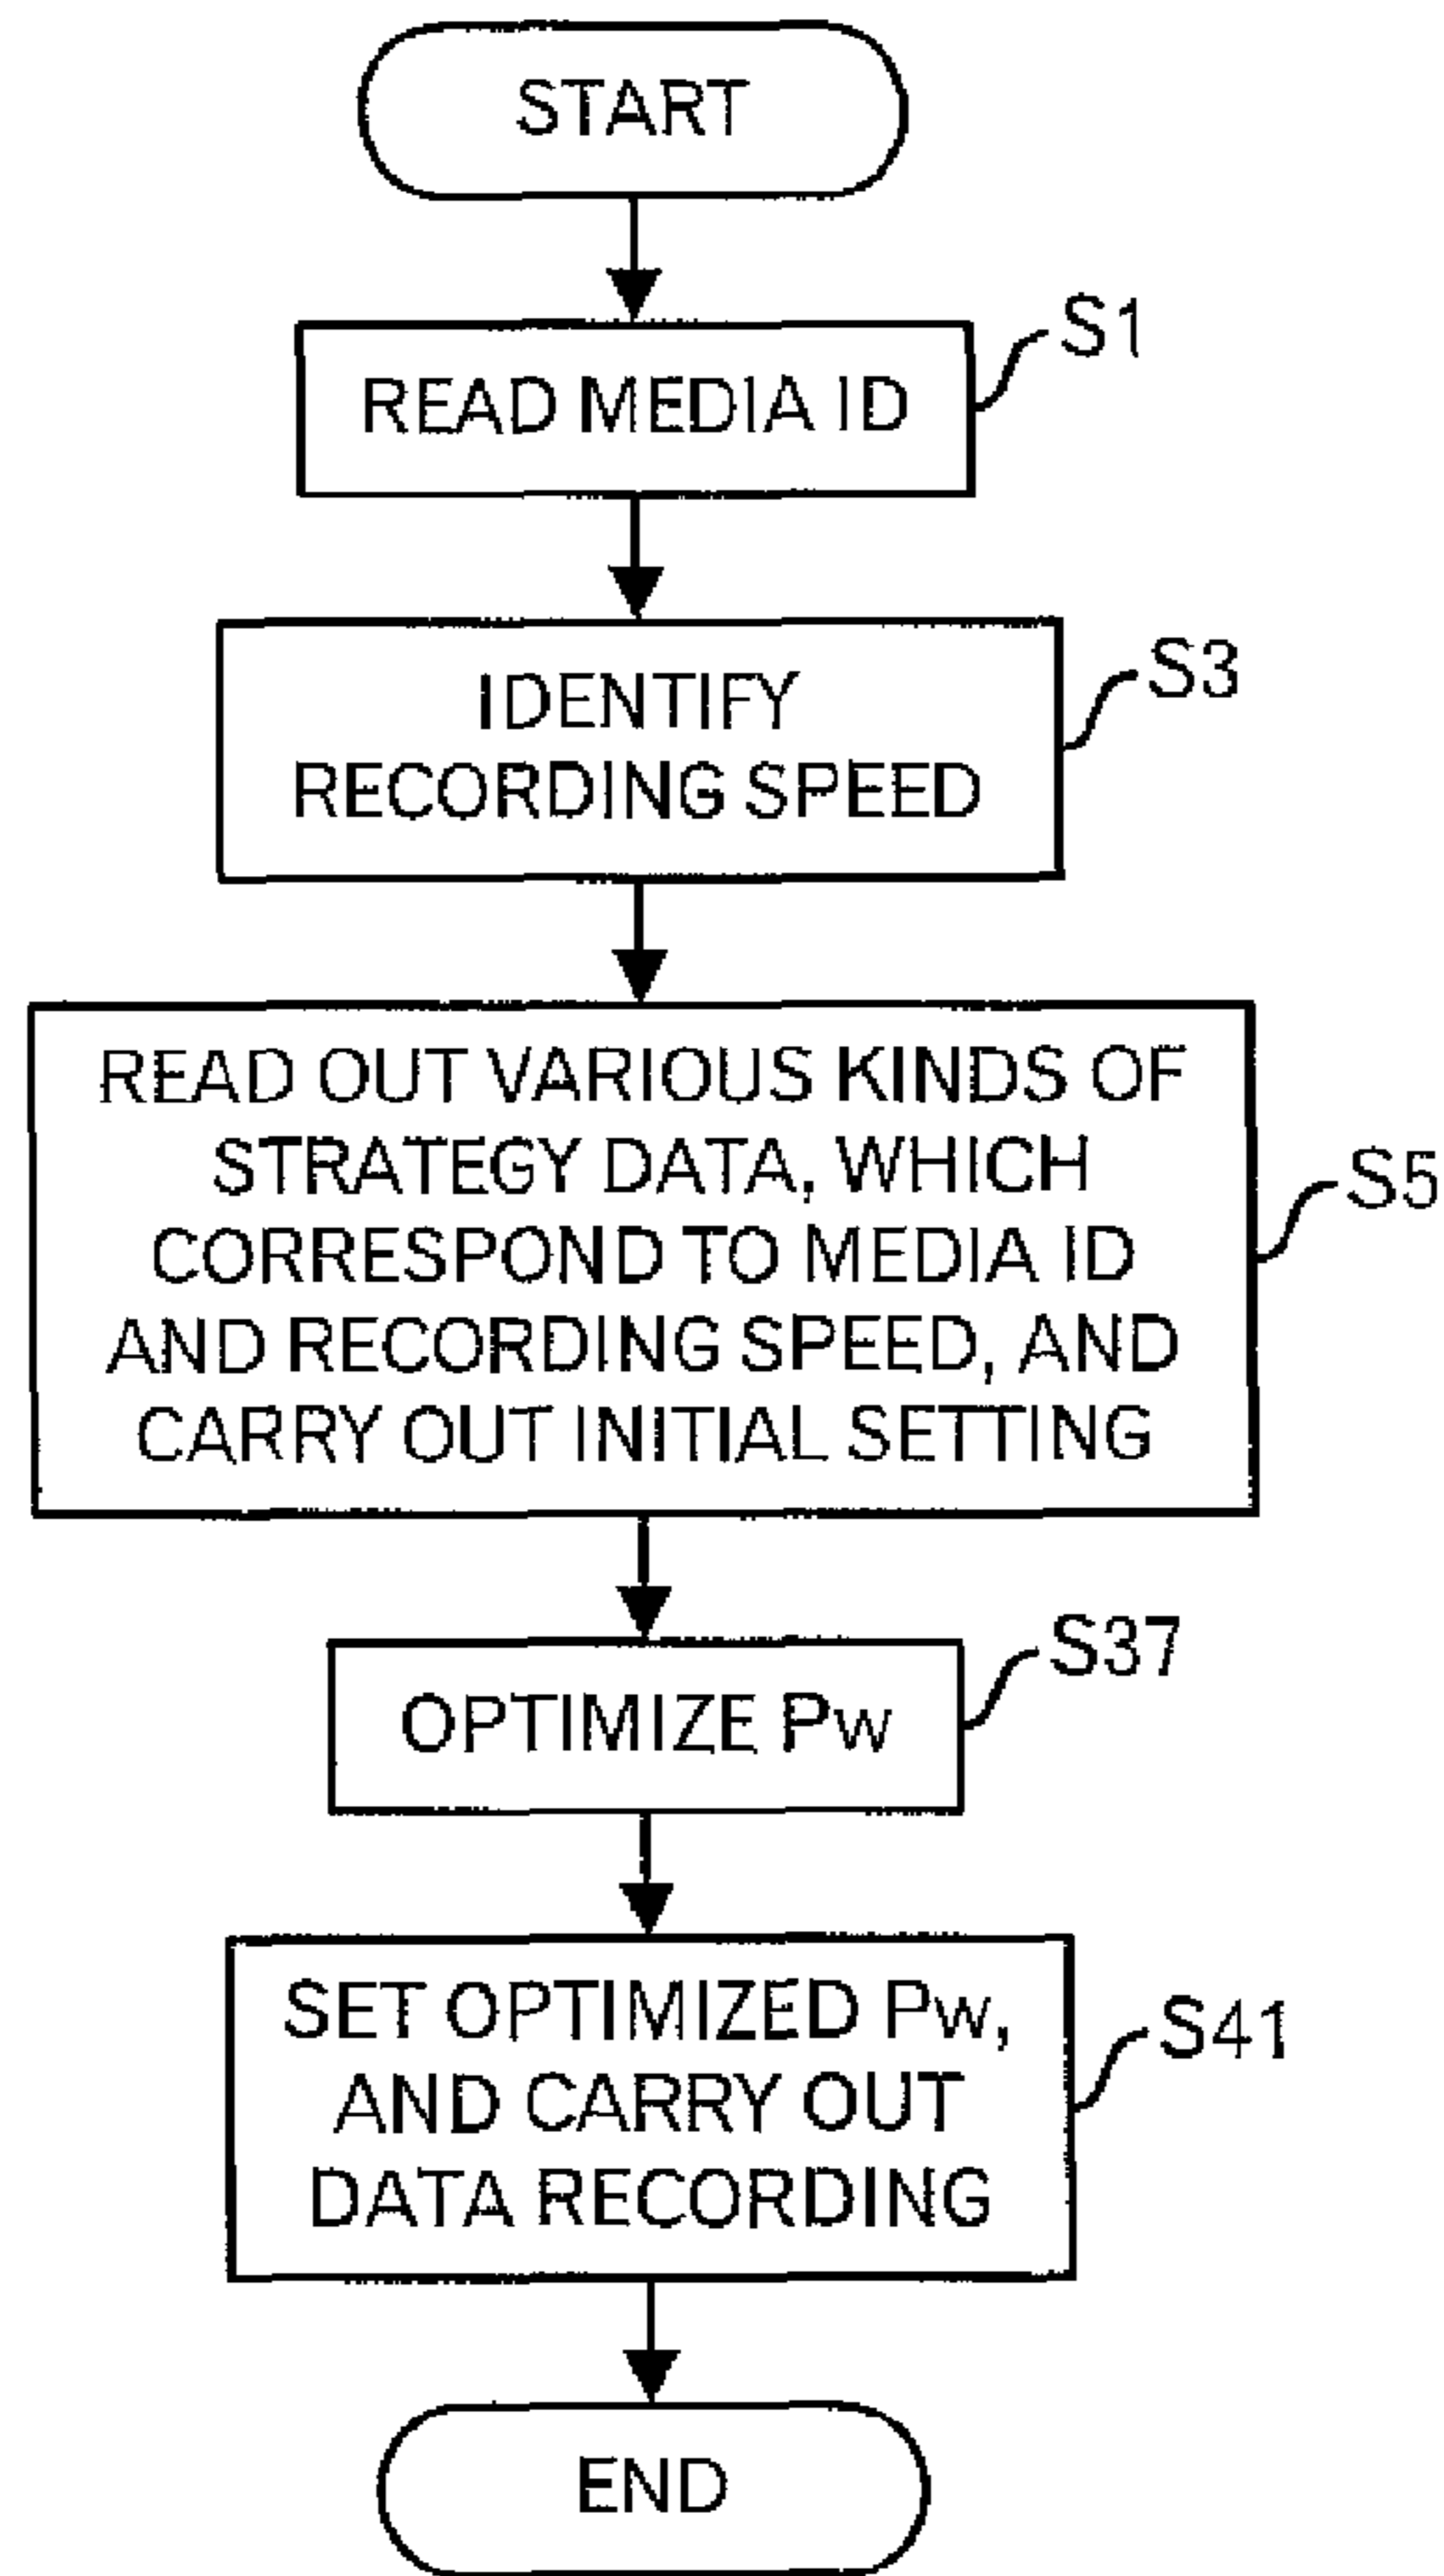 START
S1
READ MEDIA ID
S3
IDENTIFY
RECORDING SPEED
READ OUT VARIOUS KINDS OF
STRATEGY DATA, WHICH
S5
CORRESPOND TO MEDIA ID
AND RECORDING SPEED, AND
CARRY OUT INITIAL SETTING
S37
OPTIMIZE Pw
SET OPTIMIZED Pw,
S41
AND CARRY OUT
DATA RECORDING
END